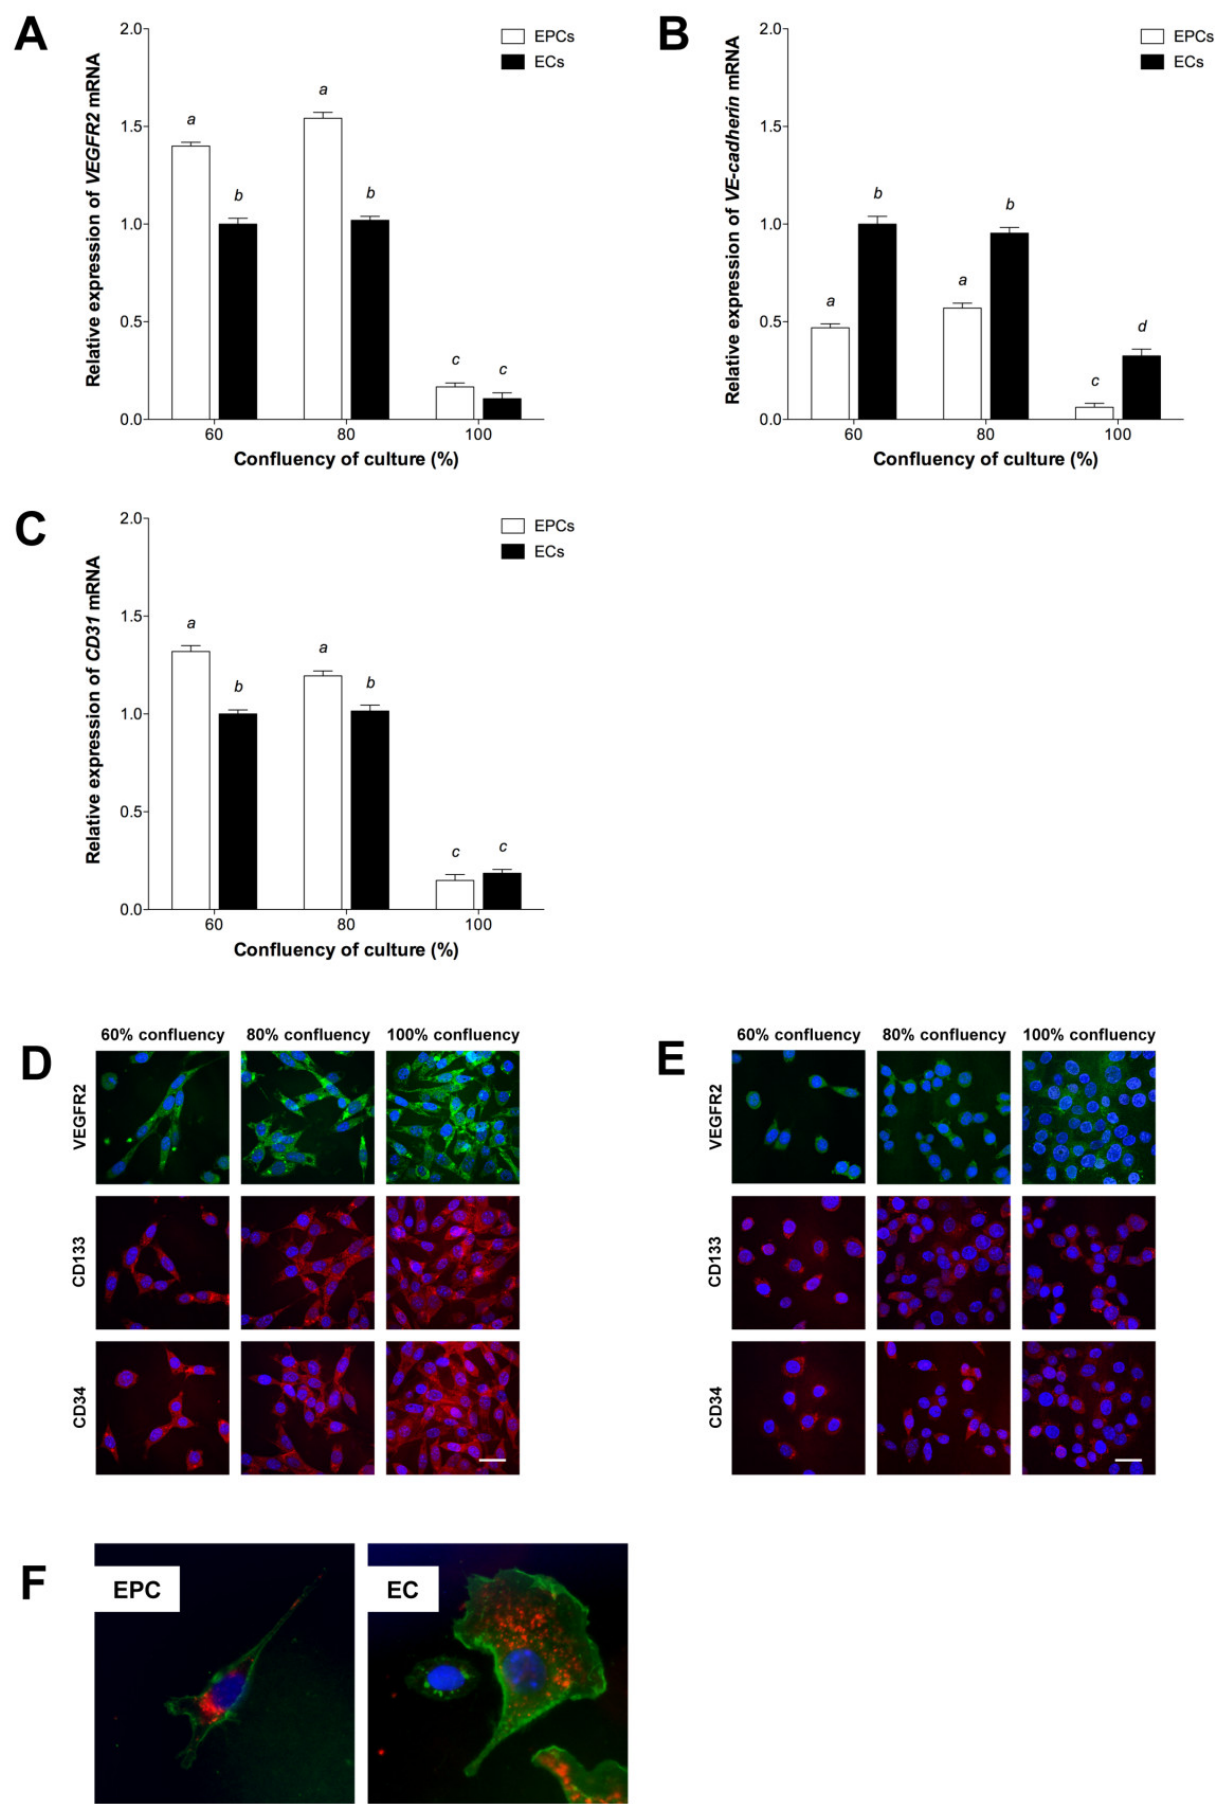 A
Relative expression of VEGFR2 mRNA
2.0
1.5
1.0
0.5
0.0
EPCs
ECs
a
b
a
b
c
c
60
80
100
Confluency of culture (%)
B
Relative expression of VE-cadherin mRNA
2.0
1.5
1.0
0.5
0.0
EPCs
ECs
a
b
a
b
c
d
60
80
100
Confluency of culture (%)
C
Relative expression of CD31 mRNA
2.0
1.5
1.0
0.5
0.0
EPCs
ECs
a
b
a
b
c
c
60
80
100
Confluency of culture (%)
D
60% confluency
80% confluency
100% confluency
VEGFR2
CD133
CD34
E
60% confluency
80% confluency
100% confluency
VEGFR2
CD133
CD34
F
EPC
EC